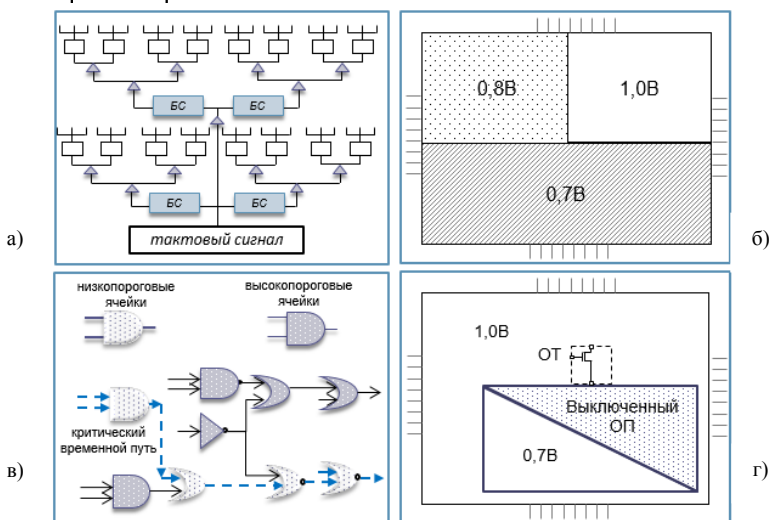 БС БС
БС БС
тактовый сигнал
а)
0,8В 1,0В
0,7В
б)
низкопороговые
ячейки
высокопороговые
ячейки
критический
временной путь
в)
1,0В
ОТ
Выключенный
ОП
0,7В
г)